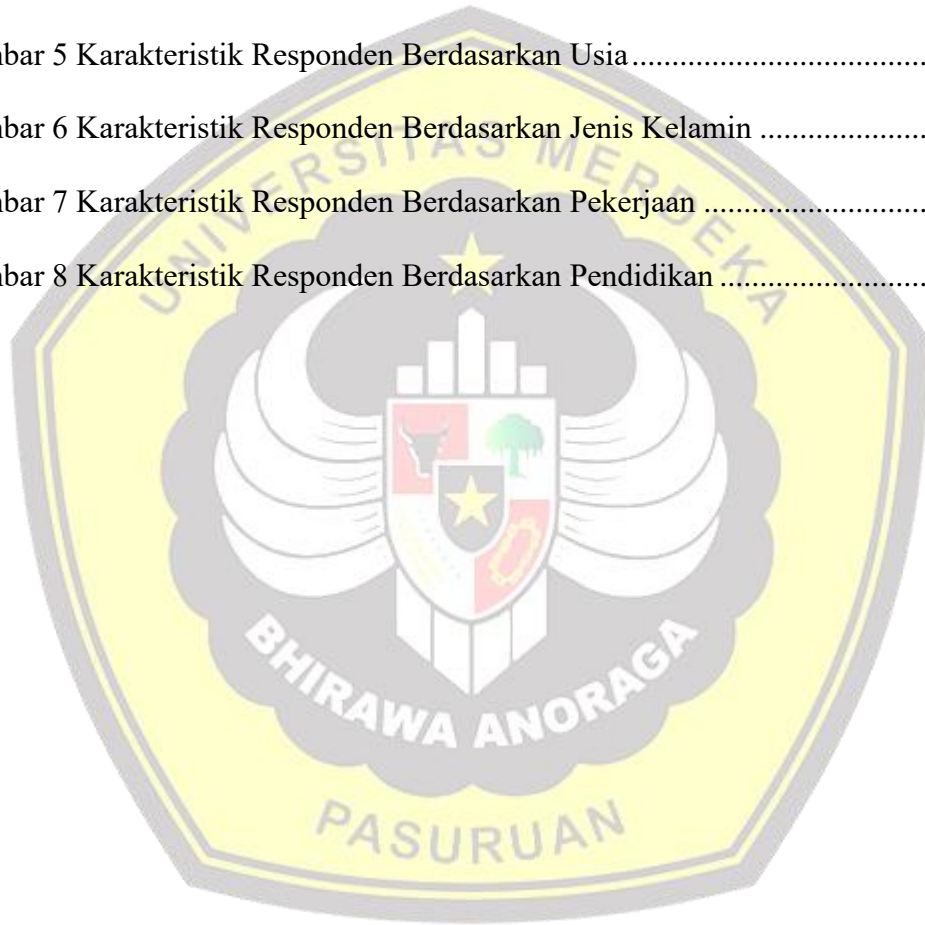 bar 5 Karakteristik Responden Berdasarkan Usia....................................
bar 6 Karakteristik Responden Berdasarkan Jenis Kelamin ....................
bar 7 Karakteristik Responden Berdasarkan Pekerjaan ...........................
bar 8 Karakteristik Responden Berdasarkan Pendidikan .........................
UNIVERSITAS MERDEKA
BHIRAWA ANORAGA
PASURUAN